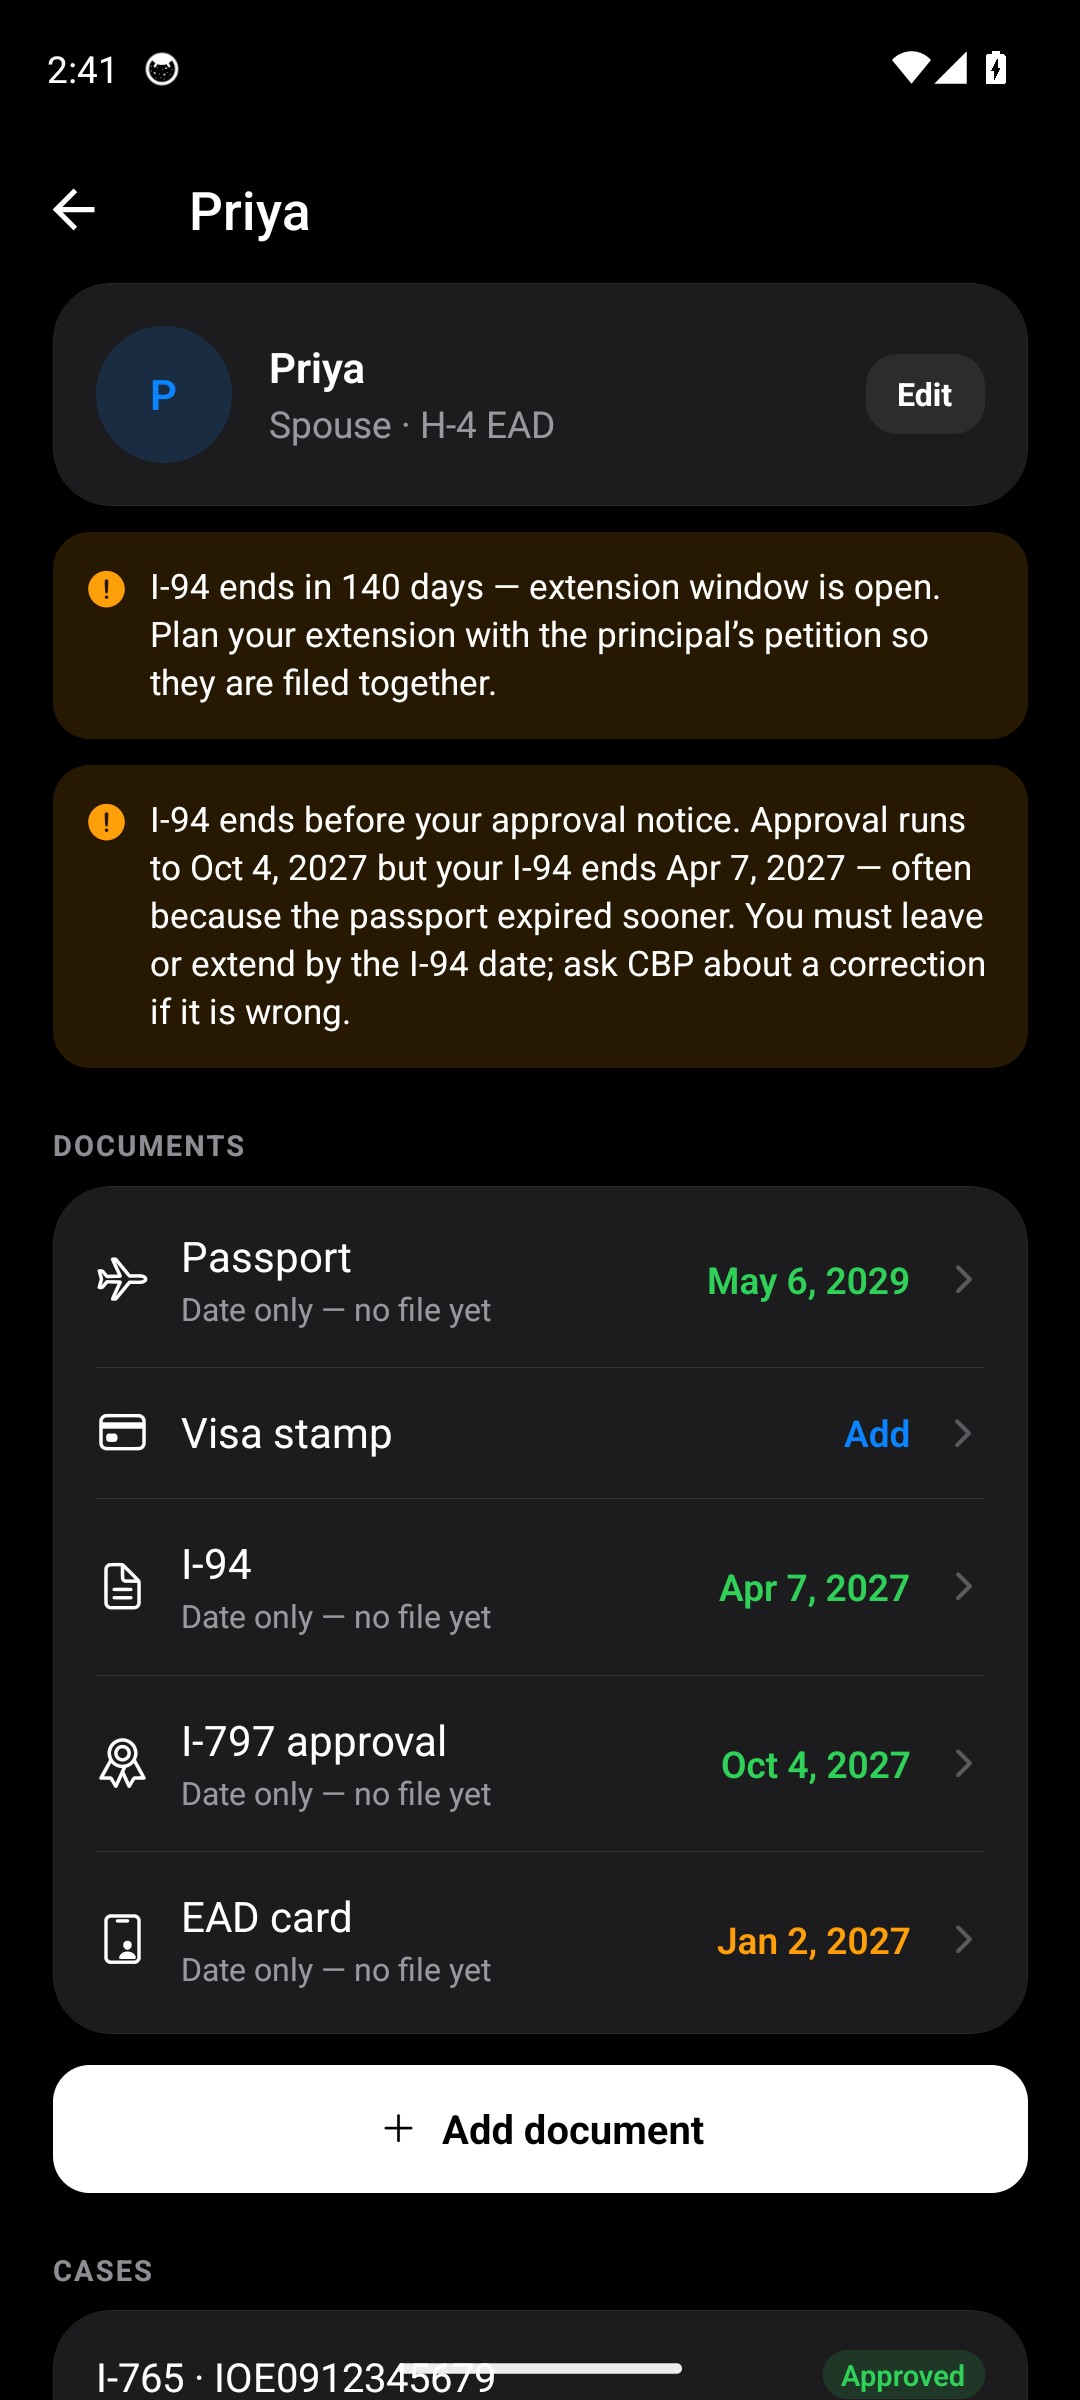 2:41
Priya
P
Priya
Spouse · H-4 EAD
Edit
I-94 ends in 140 days — extension window is open.
Plan your extension with the principal’s petition so
they are filed together.
I-94 ends before your approval notice. Approval runs
to Oct 4, 2027 but your I-94 ends Apr 7, 2027 — often
because the passport expired sooner. You must leave
or extend by the I-94 date; ask CBP about a correction
if it is wrong.
DOCUMENTS
Passport
Date only — no file yet
May 6, 2029
Visa stamp
Add
I-94
Date only — no file yet
Apr 7, 2027
I-797 approval
Date only — no file yet
Oct 4, 2027
EAD card
Date only — no file yet
Jan 2, 2027
Add document
CASES
I-765 · IOE0912345679
Approved